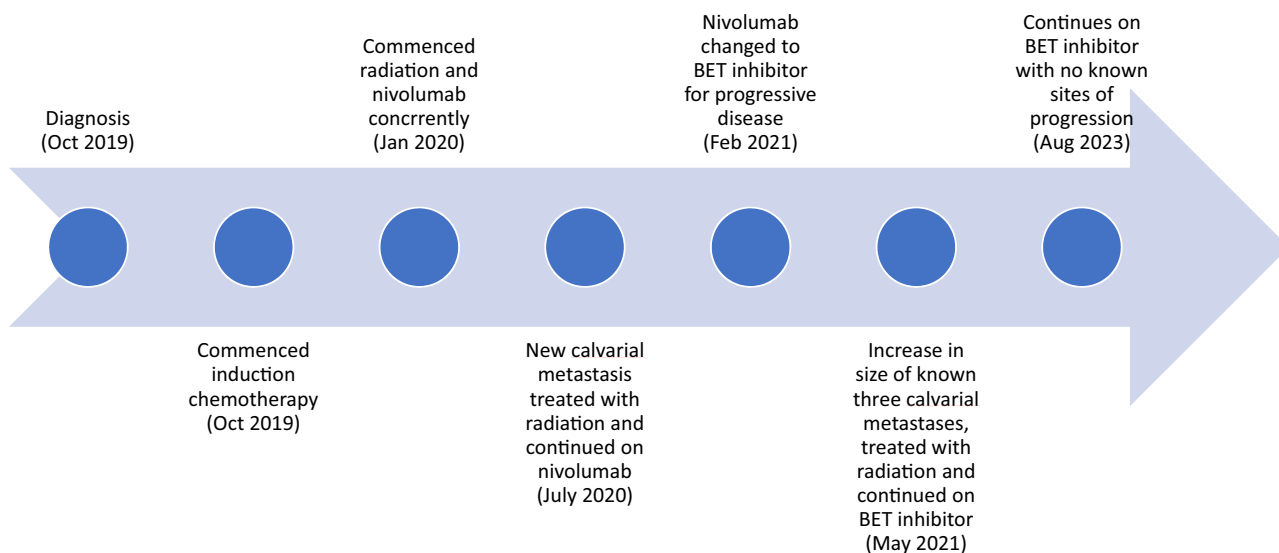 Diagnosis
(Oct 2019)
Commenced
induction
chemotherapy
(Oct 2019)
Commenced
radiation and
nivolumab
concrrently
(Jan 2020)
New calvarial
metastasis
treated with
radiation and
continued on
nivolumab
(July 2020)
Nivolumab
changed to
BET inhibitor
for progressive
disease
(Feb 2021)
Increase in
size of known
three calvarial
metastases,
treated with
radiation and
continued on
BET inhibitor
(May 2021)
Continues on
BET inhibitor
with no known
sites of
progression
(Aug 2023)